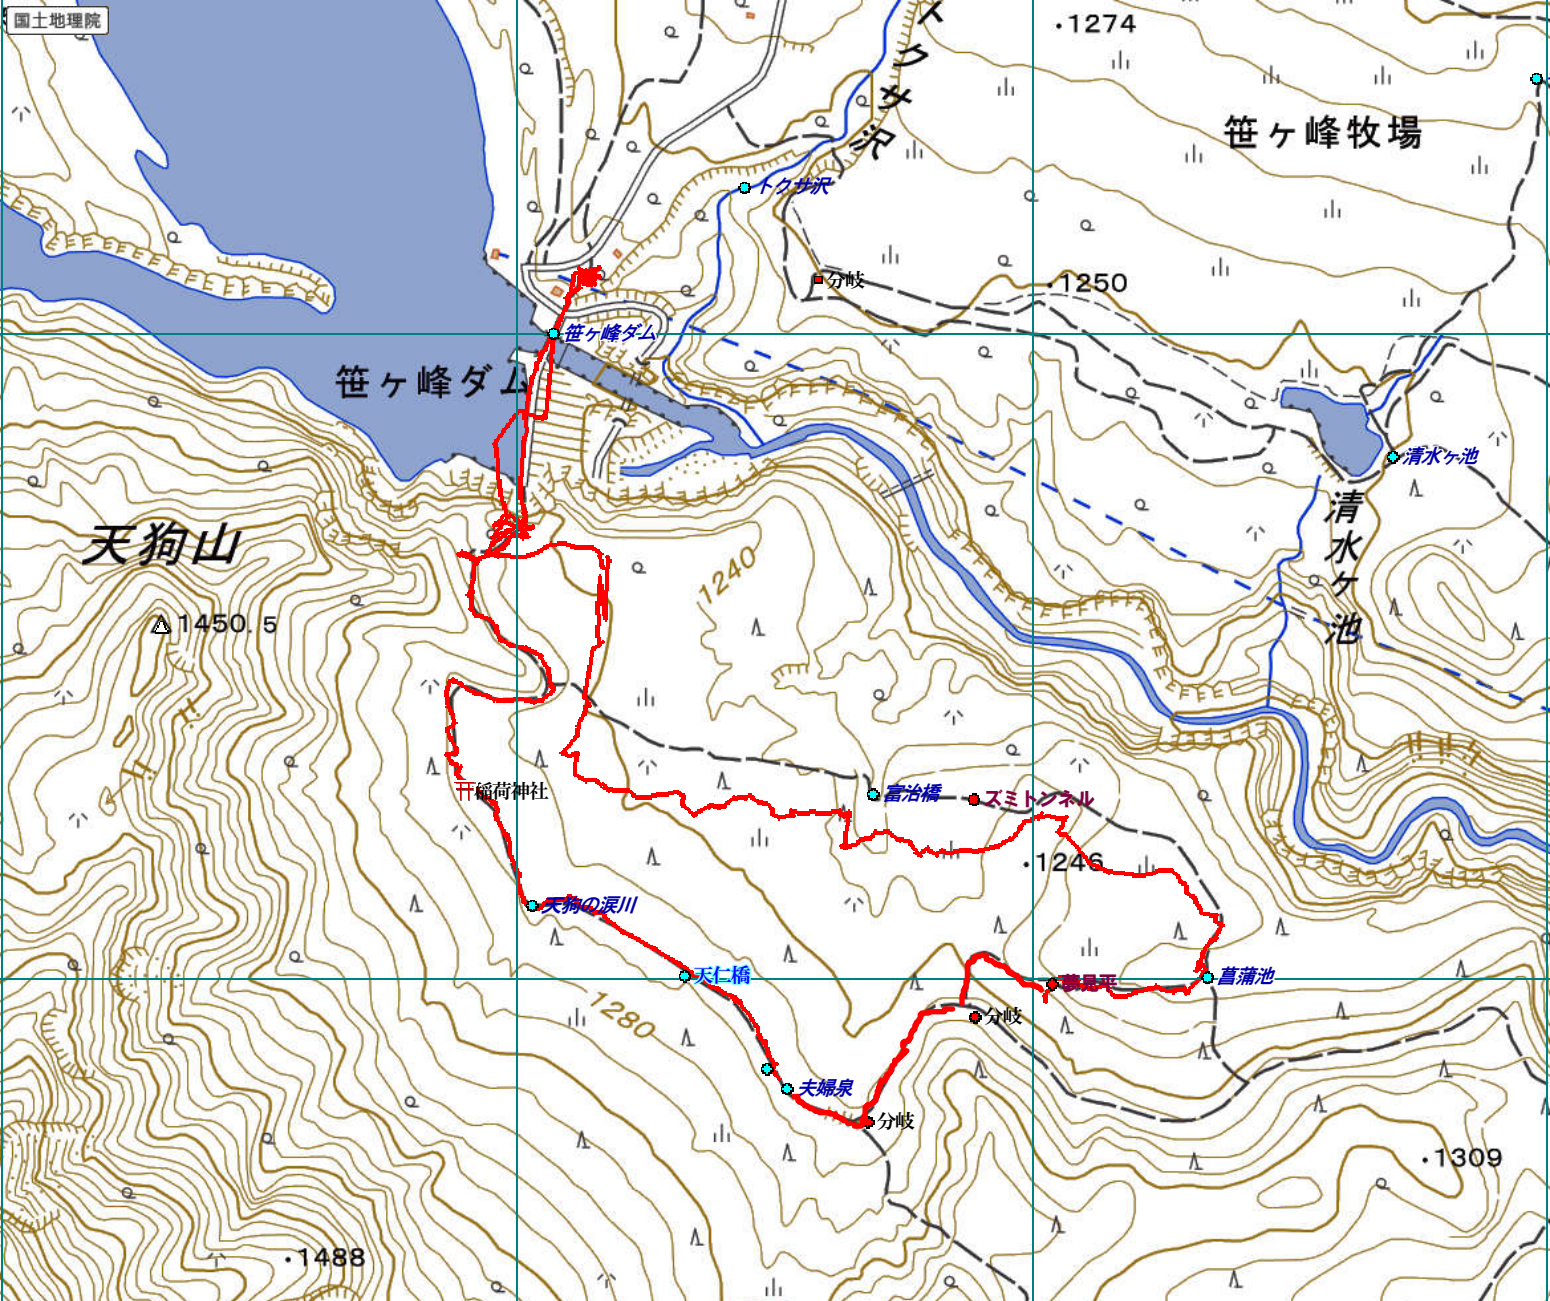 国土地理院
トクサ沢
・1274
笹ヶ峰牧場
トクサ沢
分岐
・1250
笹ヶ峰ダム
笹ヶ峰ダム
清水ヶ池
清水ヶ池
天狗山
1450.5
1240
富治橋
ズミトンネル
稲荷神社
・1246
天狗の涙川
天仁橋
夢見平
菖蒲池
1280
分岐
夫婦泉
分岐
・1309
・1488